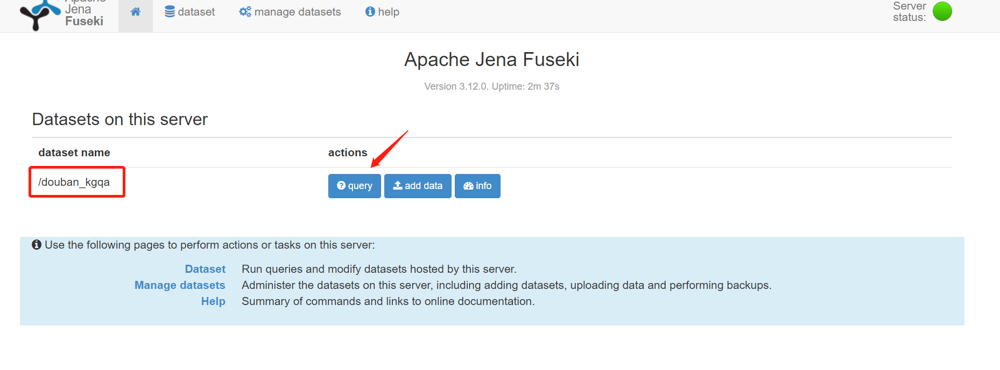 Apache
Jena
Fuseki
dataset
manage datasets
help
Server
status:
Apache Jena Fuseki
Version 3.12.0. Uptime: 2m 37s
Datasets on this server
dataset name actions
/douban_kgqa query add data info
Use the following pages to perform actions or tasks on this server:
Dataset Run queries and modify datasets hosted by this server.
Manage datasets Administer the datasets on this server, including adding datasets, uploading data and performing backups.
Help Summary of commands and links to online documentation.